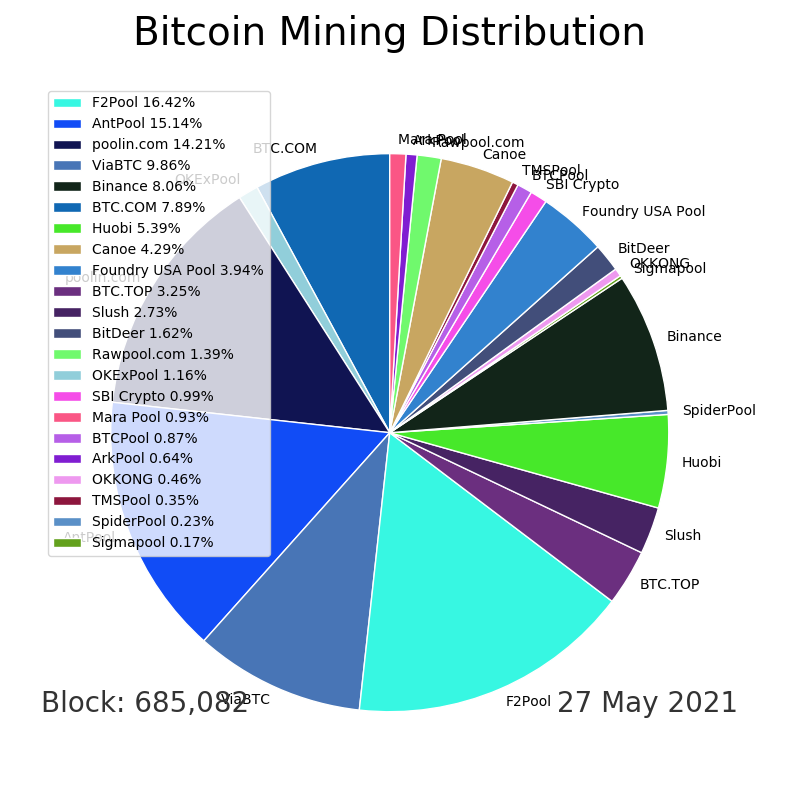 Bitcoin Mining Distribution
F2Pool 16.42%
AntPool 15.14%
poolin.com 14.21%
ViaBTC 9.86%
Binance 8.06%
BTC.COM 7.89%
Huobi 5.39%
Canoe 4.29%
Foundry USA Pool 3.94%
BTC.TOP 3.25%
Slush 2.73%
BitDeer 1.62%
Rawpool.com 1.39%
OKExPool 1.16%
SBI Crypto 0.99%
Mara Pool 0.93%
BTCPool 0.87%
ArkPool 0.64%
OKKONG 0.46%
TMSPool 0.35%
SpiderPool 0.23%
Sigmapool 0.17%
Mara Pool
ArkPool
Rawpool.com
Canoe
TMSPool
BTCPool
SBI Crypto
Foundry USA Pool
BitDeer
OKKONG
Sigmapool
Binance
SpiderPool
Huobi
Slush
BTC.TOP
F2Pool
ViaBTC
AntPool
poolin.com
OKExPool
BTC.COM
Block: 685,082
27 May 2021